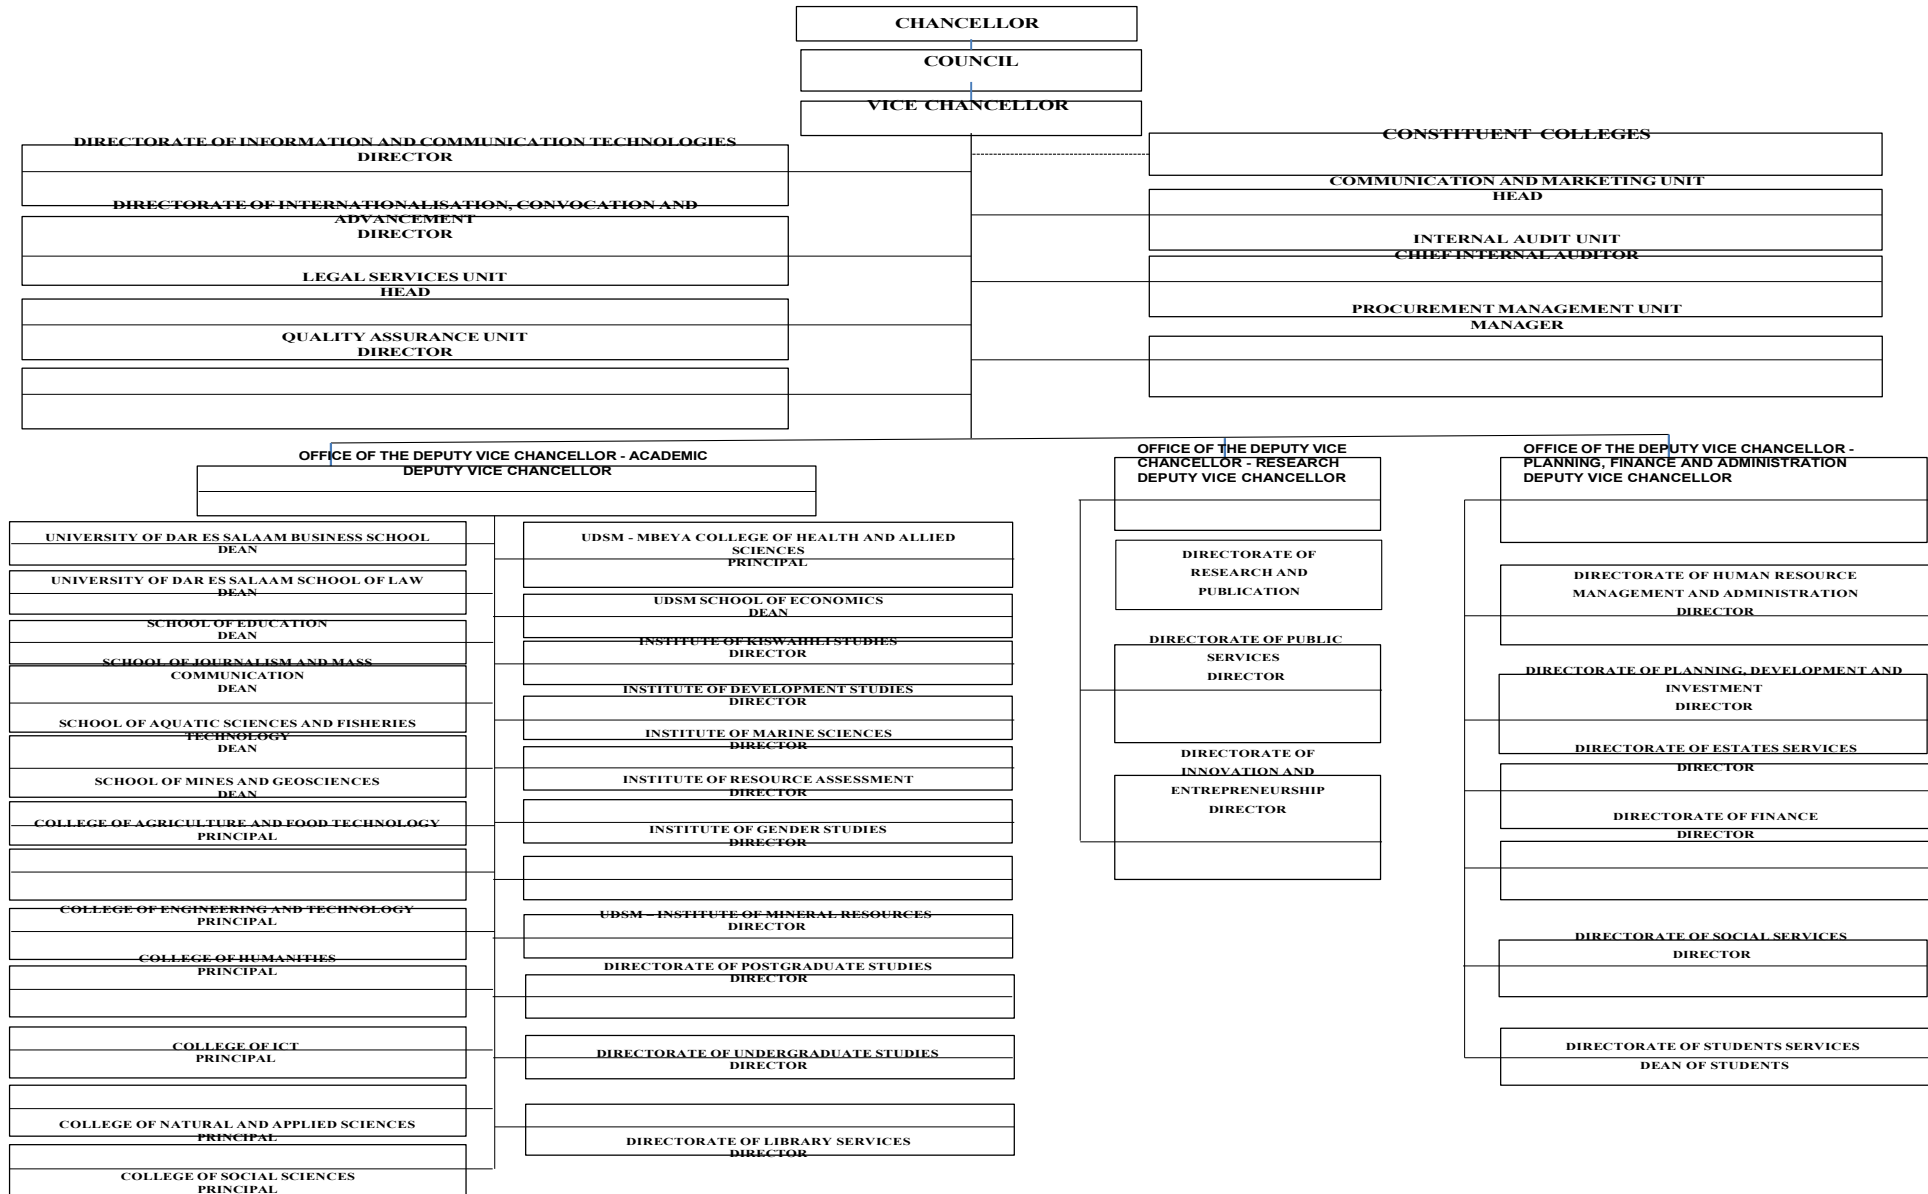 CHANCELLOR
COUNCIL
VICE CHANCELLOR
DIRECTORATE OF INFORMATION AND COMMUNICATION TECHNOLOGIES
DIRECTOR
DIRECTORATE OF INTERNATIONALISATION, CONVOCATION AND
ADVANCEMENT
DIRECTOR
LEGAL SERVICES UNIT
HEAD
QUALITY ASSURANCE UNIT
DIRECTOR
CONSTITUENT COLLEGES
COMMUNICATION AND MARKETING UNIT
HEAD
INTERNAL AUDIT UNIT
CHIEF INTERNAL AUDITOR
PROCUREMENT MANAGEMENT UNIT
MANAGER
OFFICE OF THE DEPUTY VICE CHANCELLOR - ACADEMIC
DEPUTY VICE CHANCELLOR
UNIVERSITY OF DAR ES SALAAM BUSINESS SCHOOL
DEAN
UNIVERSITY OF DAR ES SALAAM SCHOOL OF LAW
DEAN
SCHOOL OF EDUCATION
DEAN
SCHOOL OF JOURNALISM AND MASS
COMMUNICATION
DEAN
SCHOOL OF AQUATIC SCIENCES AND FISHERIES
TECHNOLOGY
DEAN
SCHOOL OF MINES AND GEOSCIENCES
DEAN
COLLEGE OF AGRICULTURE AND FOOD TECHNOLOGY
PRINCIPAL
COLLEGE OF ENGINEERING AND TECHNOLOGY
PRINCIPAL
COLLEGE OF HUMANITIES
PRINCIPAL
COLLEGE OF ICT
PRINCIPAL
COLLEGE OF NATURAL AND APPLIED SCIENCES
PRINCIPAL
COLLEGE OF SOCIAL SCIENCES
PRINCIPAL
UDSM - MBEYA COLLEGE OF HEALTH AND ALLIED
SCIENCES
PRINCIPAL
UDSM SCHOOL OF ECONOMICS
DEAN
INSTITUTE OF KISWAHILI STUDIES
DIRECTOR
INSTITUTE OF DEVELOPMENT STUDIES
DIRECTOR
INSTITUTE OF MARINE SCIENCES
DIRECTOR
INSTITUTE OF RESOURCE ASSESSMENT
DIRECTOR
INSTITUTE OF GENDER STUDIES
DIRECTOR
UDSM – INSTITUTE OF MINERAL RESOURCES
DIRECTOR
DIRECTORATE OF POSTGRADUATE STUDIES
DIRECTOR
DIRECTORATE OF UNDERGRADUATE STUDIES
DIRECTOR
DIRECTORATE OF LIBRARY SERVICES
DIRECTOR
OFFICE OF THE DEPUTY VICE
CHANCELLOR - RESEARCH
DEPUTY VICE CHANCELLOR
DIRECTORATE OF
RESEARCH AND
PUBLICATION
DIRECTORATE OF PUBLIC
SERVICES
DIRECTOR
DIRECTORATE OF
INNOVATION AND
ENTREPRENEURSHIP
DIRECTOR
OFFICE OF THE DEPUTY VICE CHANCELLOR -
PLANNING, FINANCE AND ADMINISTRATION
DEPUTY VICE CHANCELLOR
DIRECTORATE OF HUMAN RESOURCE
MANAGEMENT AND ADMINISTRATION
DIRECTOR
DIRECTORATE OF PLANNING, DEVELOPMENT AND
INVESTMENT
DIRECTOR
DIRECTORATE OF ESTATES SERVICES
DIRECTOR
DIRECTORATE OF FINANCE
DIRECTOR
DIRECTORATE OF SOCIAL SERVICES
DIRECTOR
DIRECTORATE OF STUDENTS SERVICES
DEAN OF STUDENTS